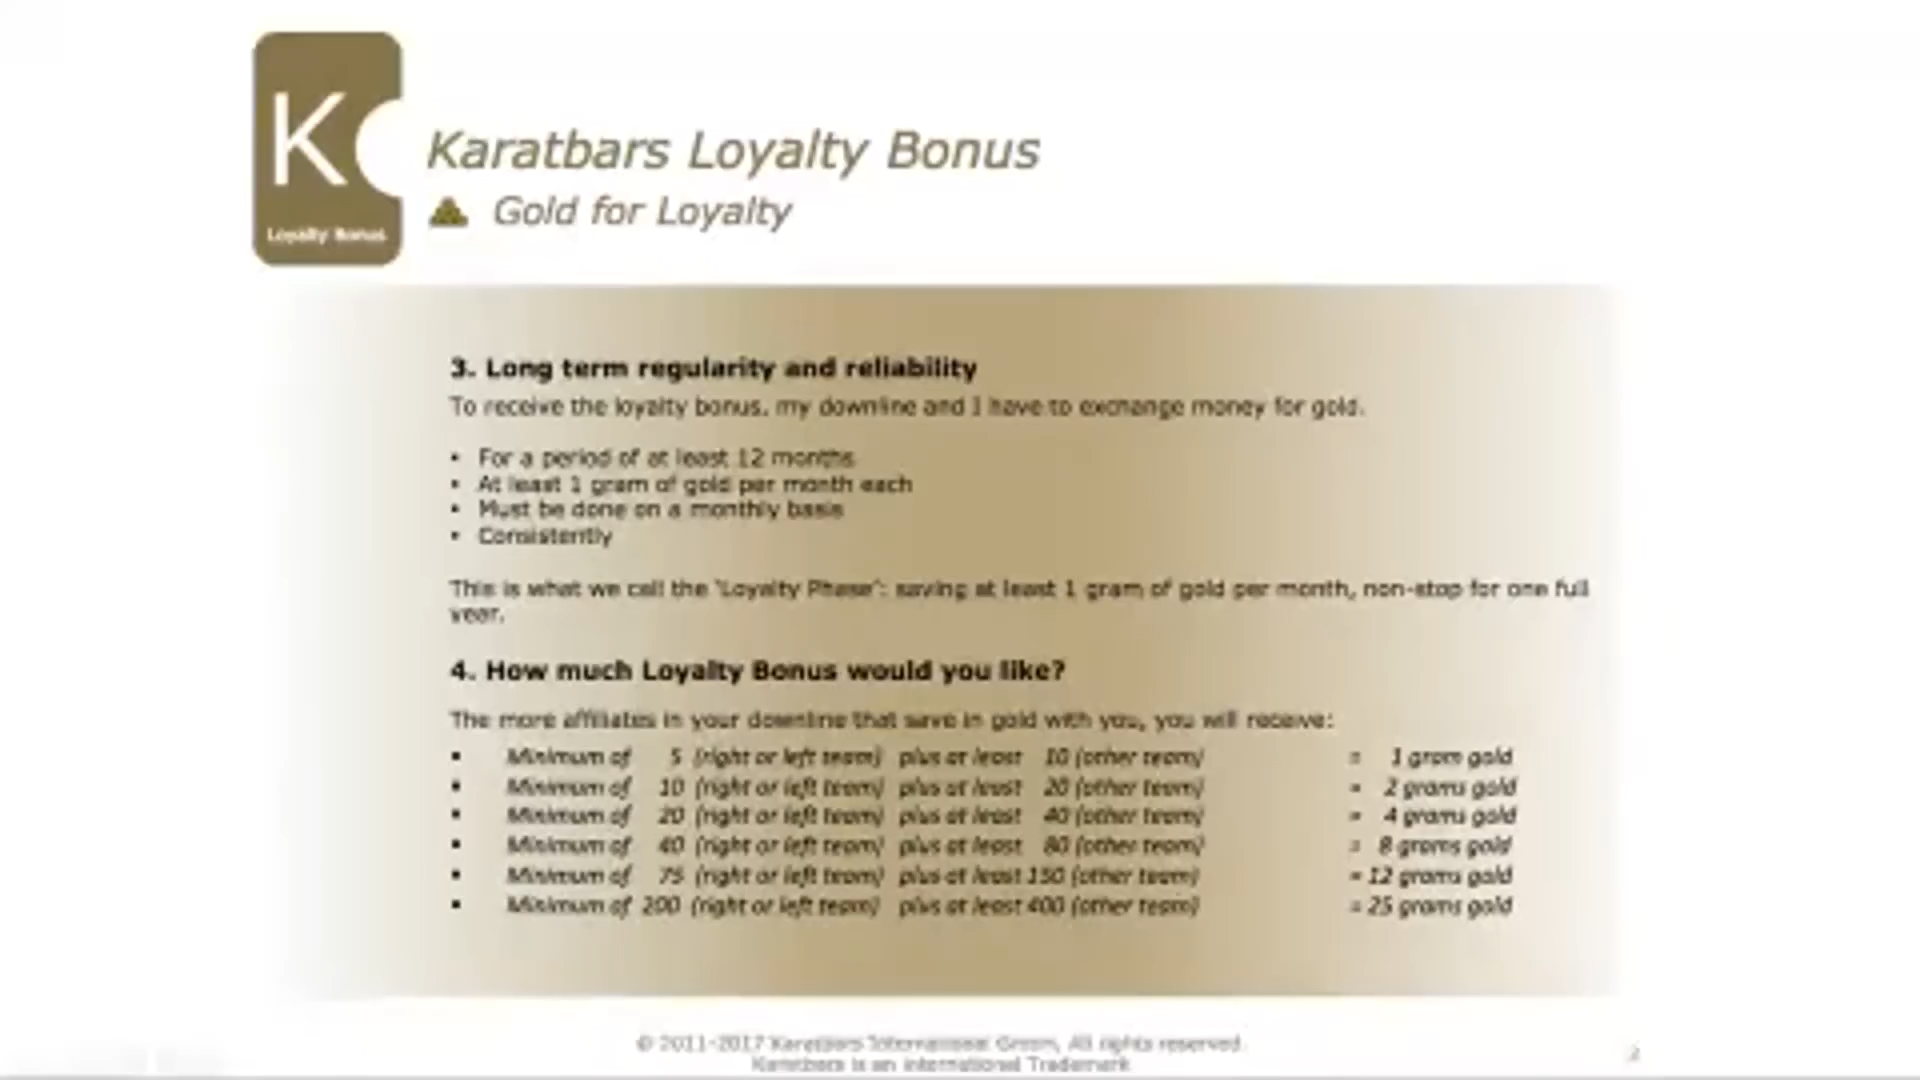 K
Loyalty Bonus
Karatbars Loyalty Bonus
Gold for Loyalty
3. Long term regularity and reliability
To receive the loyalty bonus, my downline and I have to exchange money for gold.
• For a period of at least 12 months
• At least 1 gram of gold per month each
• Must be done on a monthly basis
• Consistently
This is what we call the 'Loyalty Phase': saving at least 1 gram of gold per month, non-stop for one full
year.
4. How much Loyalty Bonus would you like?
The more affiliates in your downline that save in gold with you, you will receive:
▪ Minimum of 5 (right or left team) plus at least 10 (other team) = 1 gram gold
▪ Minimum of 10 (right or left team) plus at least 20 (other team) = 2 grams gold
▪ Minimum of 20 (right or left team) plus at least 40 (other team) = 4 grams gold
▪ Minimum of 40 (right or left team) plus at least 80 (other team) = 8 grams gold
▪ Minimum of 75 (right or left team) plus at least 150 (other team) = 12 grams gold
▪ Minimum of 200 (right or left team) plus at least 400 (other team) = 25 grams gold
© 2011-2017 Karatbars International GmbH, All rights reserved.
Karatbars is an international Trademark
2